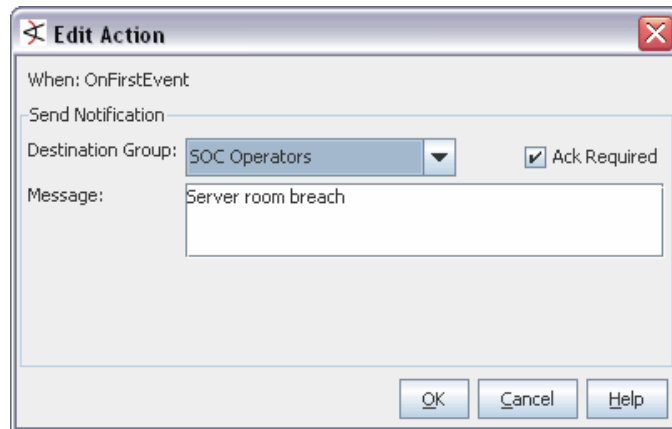 Edit Action
When: OnFirstEvent
Send Notification
Destination Group: SOC Operators Ack Required
Message: Server room breach
OK Cancel Help